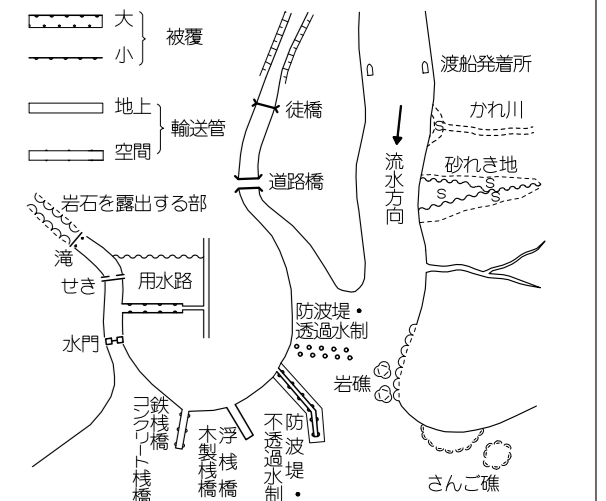 大
小
被覆
地上
空間
輸送管
渡船発着所
かれ川
徒橋
砂れき地
S
S
S
S
流水方向
道路橋
岩石を露出する部
滝
せき
用水路
水門
防波堤・
透過水制
岩礁
鉄桟橋
コンクリート桟橋
浮桟橋
木製桟橋
防波堤・
不透過水制
さんご礁